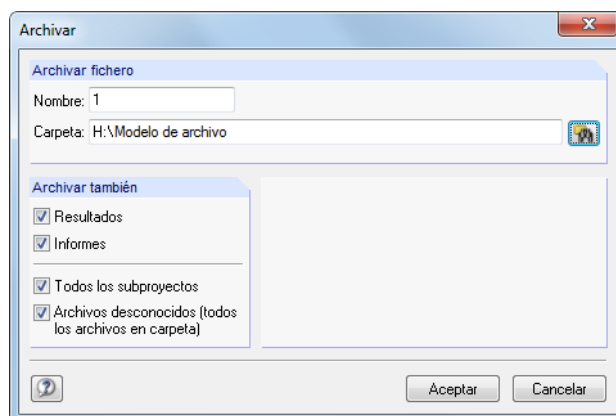 Archivar
Archivar fichero
Nombre: 1
Carpeta: H:\Modelo de archivo
Archivar también
Resultados
Informes
Todos los subproyectos
Archivos desconocidos (todos
los archivos en carpeta)
Aceptar Cancelar